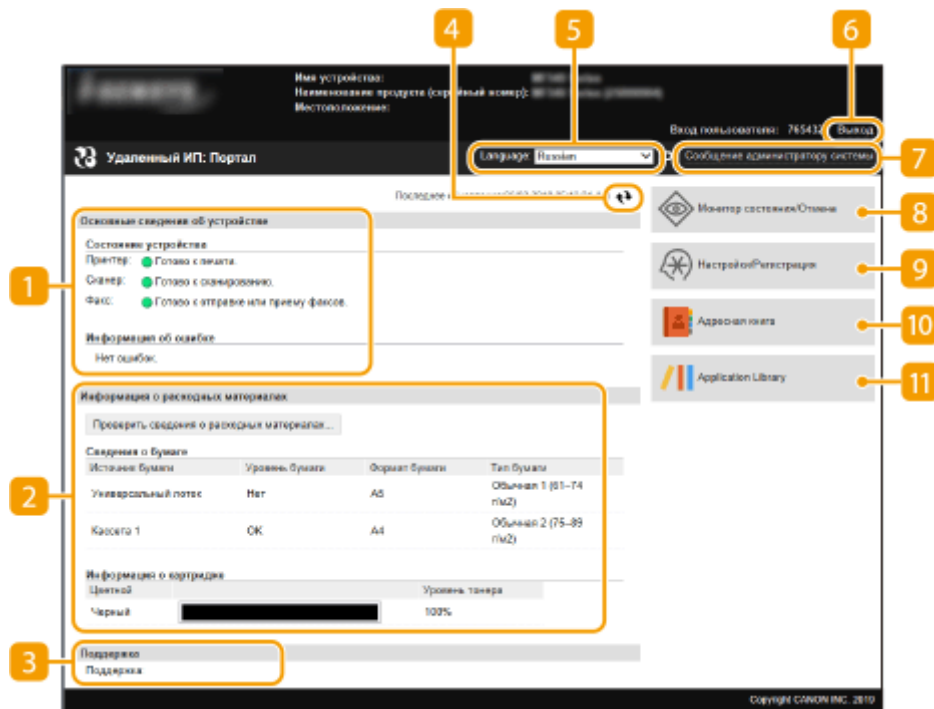 4
5
6
Имя устройства:
Наименование продукта (серийный номер):
Местоположение:
Вход пользователя: 765432 Выход
Удаленный ИП: Портал
Language: Russian
Сообщение администратору системы
7
Последнее
Основные сведения об устройстве
Состояние устройства
Принтер: Готово к печати.
Сканер: Готово к сканированию.
Факс: Готово к отправке или приему факсов.
1
Информация об ошибке
Нет ошибок.
Монитор состояния/Отмена
8
Настройки/Регистрация
9
Адресная книга
10
Application Library
11
Информация о расходных материалах
Проверить сведения о расходных материалах...
Сведения о бумаге
Источник бумаги Уровень бумаги Формат бумаги Тип бумаги
2
Универсальный лоток Нет A5 Обычная 1 (61–74
г/м2)
Кассета 1 OK A4 Обычная 2 (75–89
г/м2)
Информация о картридже
Цветной Уровень тонера
Черный 100%
3
Поддержка
Поддержка
Copyright CANON INC. 2019